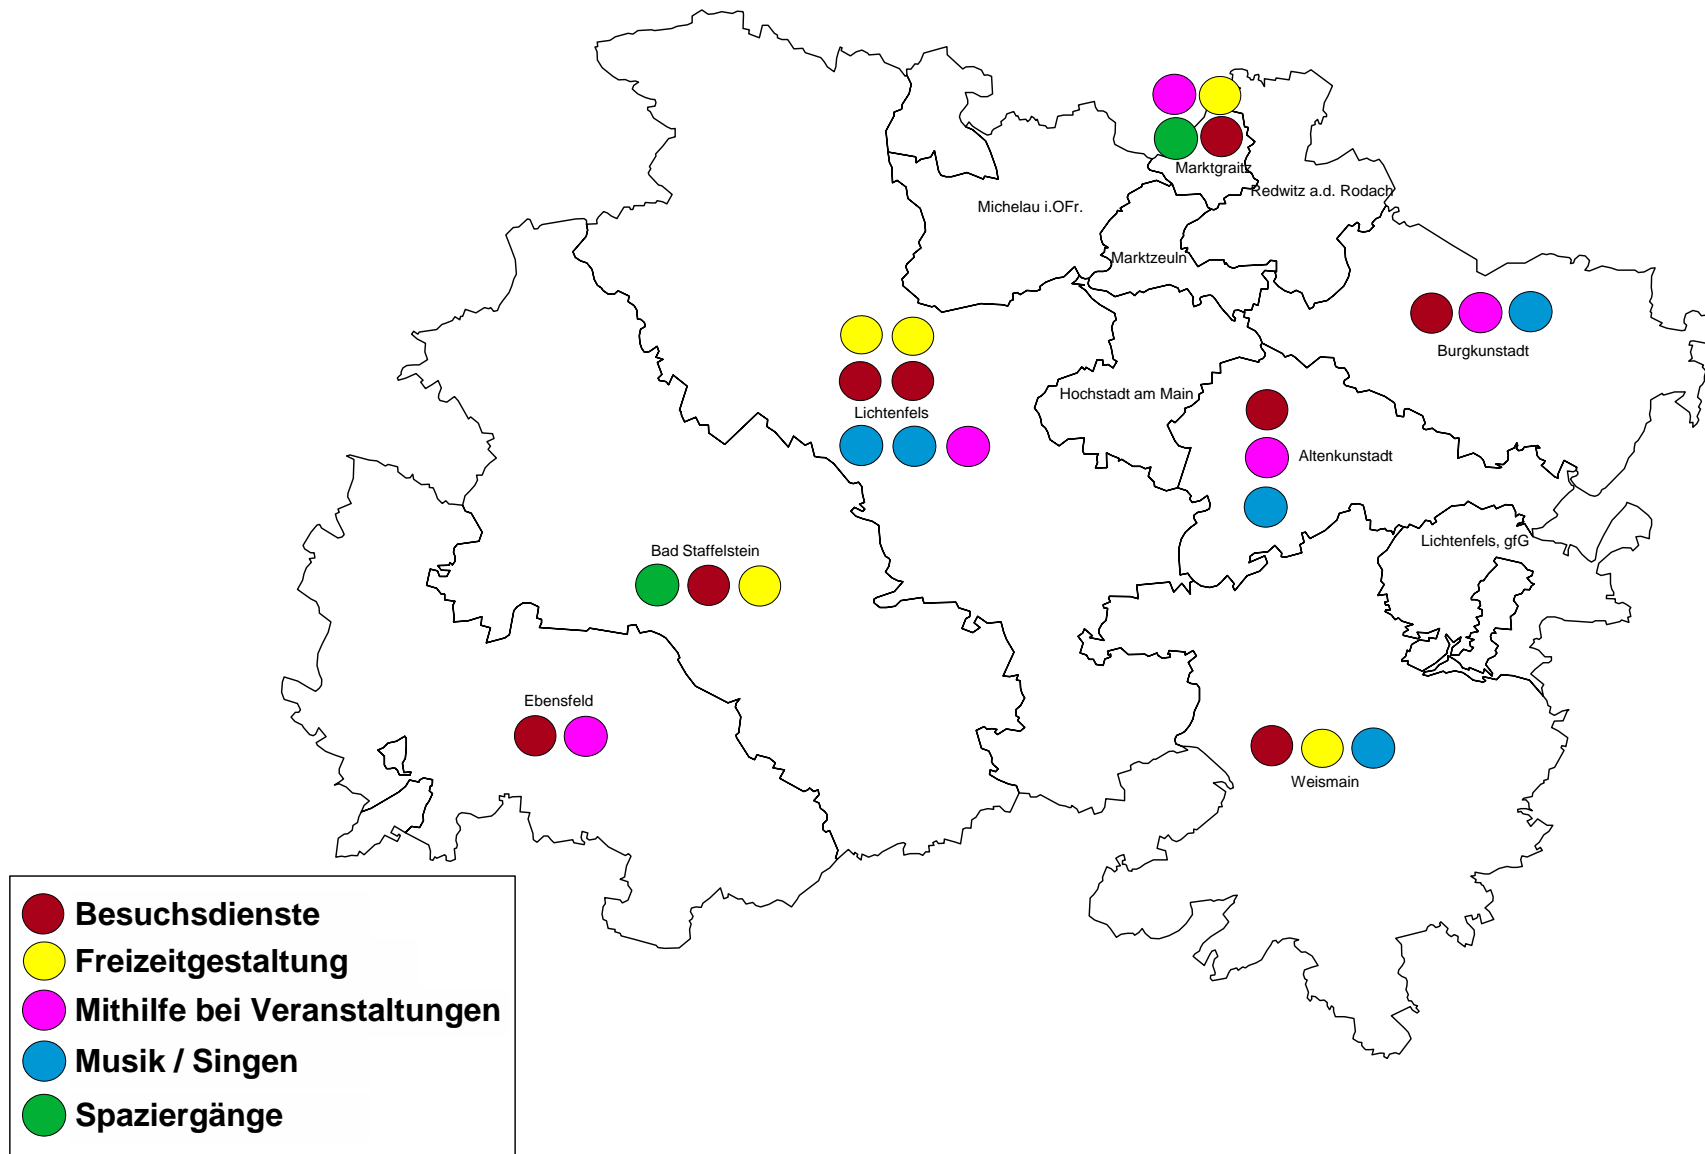 Marktgraitz
Redwitz a.d. Rodach
Michelau i.OFr.
Marktzeuln
Burgkunstadt
Hochstadt am Main
Lichtenfels
Altenkunstadt
Lichtenfels, gfG
Bad Staffelstein
Ebensfeld
Weismain
Besuchsdienste
Freizeitgestaltung
Mithilfe bei Veranstaltungen
Musik / Singen
Spaziergänge